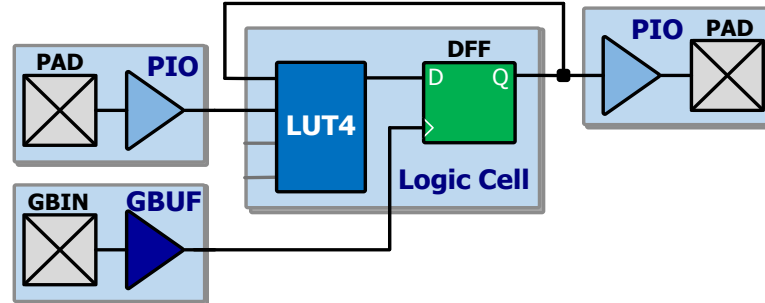 PAD PIO
LUT4
DFF
D Q
Logic Cell
PIO PAD
GBIN GBUF